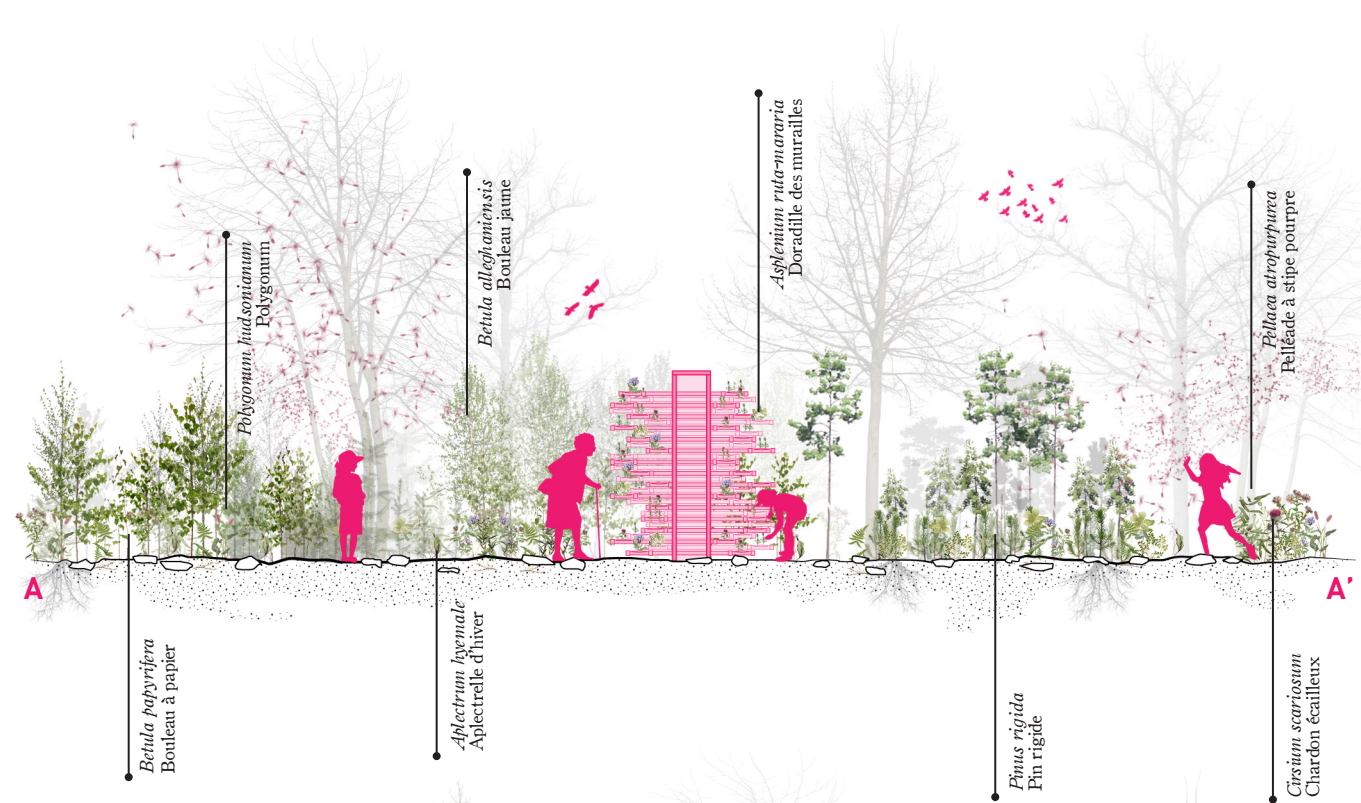 Polygonum hudsonianum
Polygonum
Betula alleghaniensis
Bouleau jaune
Asplenium ruta-mararia
Doradille des murailles
Pellaea atropurpurea
Pelléade à stipe pourpre
A
A’
Betula papyrifera
Bouleau à papier
Aplectrum hyemale
Aplectrelle d’hiver
Pinus rigida
Pin rigide
Cirsium scariosum
Chardon écailleux